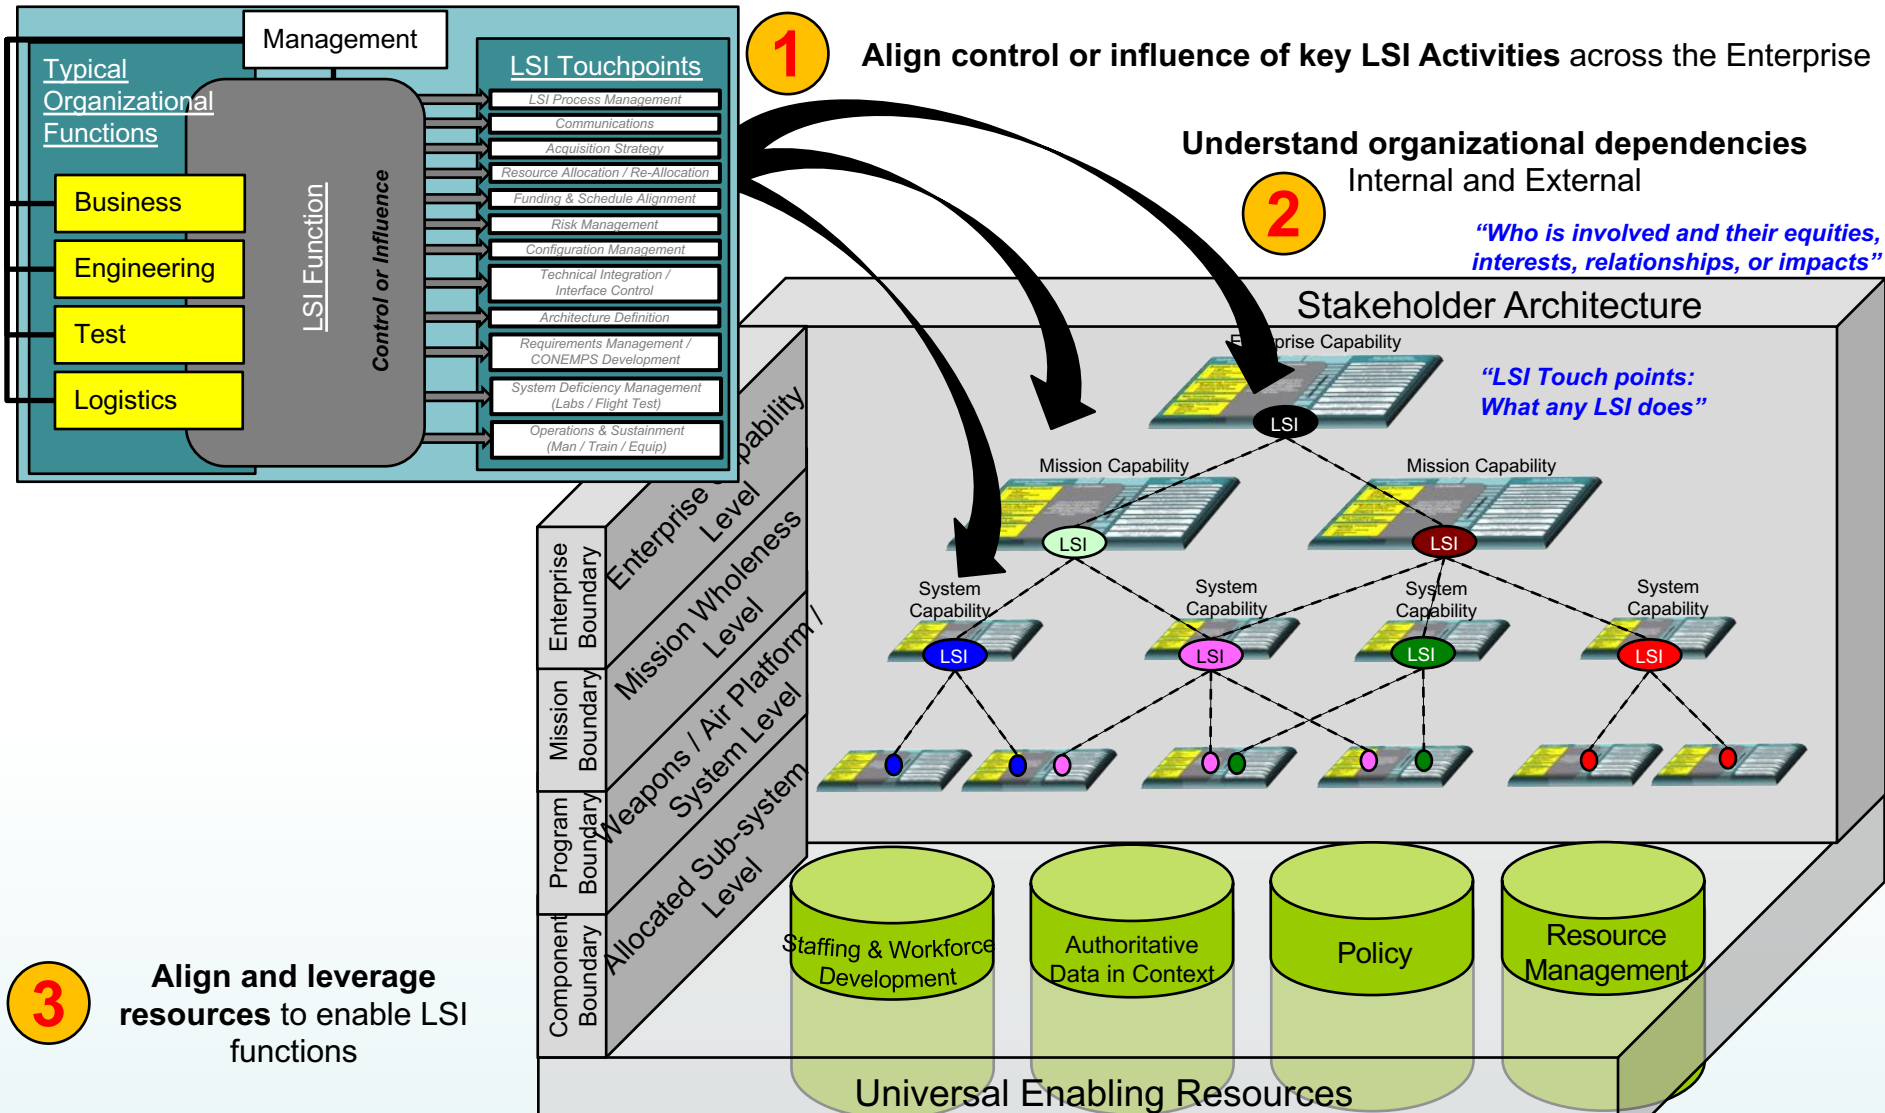 Management
Typical
Organizational
Functions
Business
Engineering
Test
Logistics
LSI Function
Control or Influence
LSI Touchpoints
LSI Process Management
Communications
Acquisition Strategy
Resource Allocation / Re-Allocation
Funding & Schedule Alignment
Risk Management
Configuration Management
Technical Integration /
Interface Control
Architecture Definition
Requirements Management /
CONEMPS Development
System Deficiency Management
(Labs / Flight Test)
Operations & Sustainment
(Man / Train / Equip)
1
Align control or influence of key LSI Activities across the Enterprise
Understand organizational dependencies
Internal and External
2
“Who is involved and their equities,
interests, relationships, or impacts”
Stakeholder Architecture
Enterprise Capability
“LSI Touch points:
What any LSI does”
LSI
Mission Capability
Mission Capability
LSI
LSI
System
Capability
System
Capability
System
Capability
System
Capability
LSI
LSI
LSI
LSI
Enterprise
Boundary
Enterprise Capability
Level
Mission
Boundary
Mission Wholeness
Level
Program
Boundary
Weapons / Air Platform /
System Level
Component
Boundary
Allocated Sub-system
Level
Staffing & Workforce
Development
Authoritative
Data in Context
Policy
Resource
Management
3
Align and leverage
resources to enable LSI
functions
Universal Enabling Resources